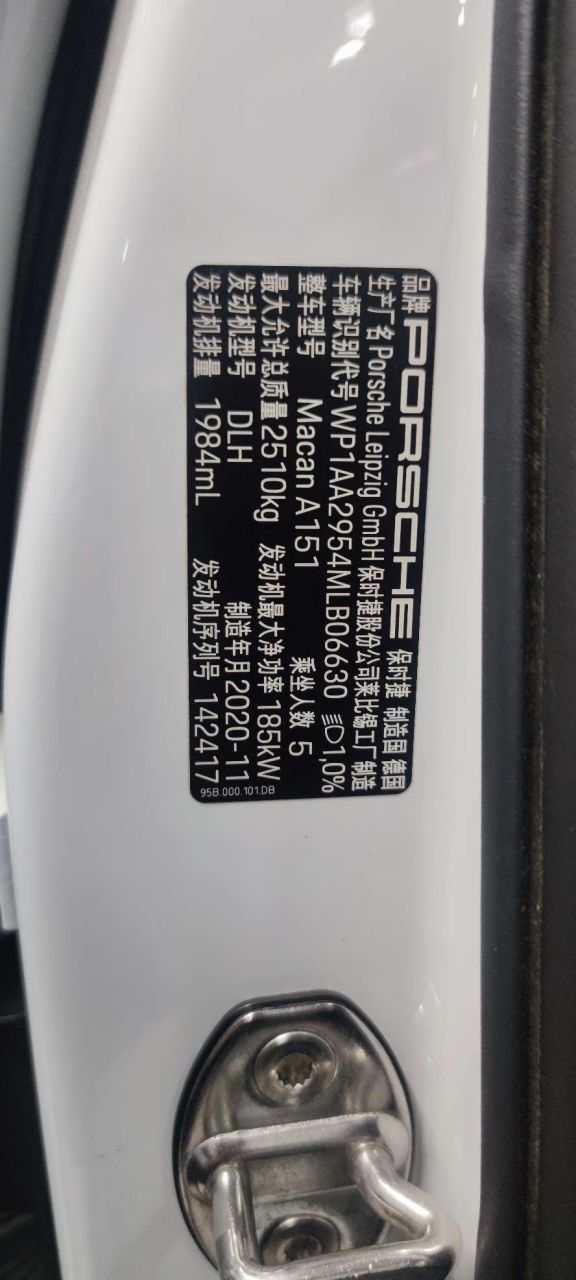 品牌 PORSCHE 保时捷 制造国 德国
生产厂名 Porsche Leipzig GmbH 保时捷股份公司莱比锡工厂制造
车辆识别代号 WP1AA2954MLB06630 1,0%
整车型号 Macan A151 乘坐人数 5
最大允许总质量 2510kg 发动机最大净功率 185kW
发动机型号 DLH 制造年月 2020-11
发动机排量 1984mL 发动机序列号 142417
95B.000.101.DB